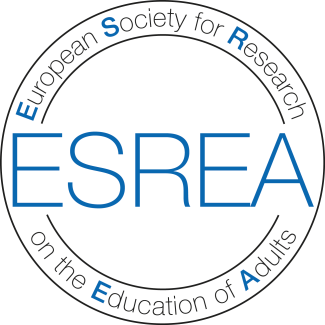 European Society for Research
ESREA
on the Education of Adults